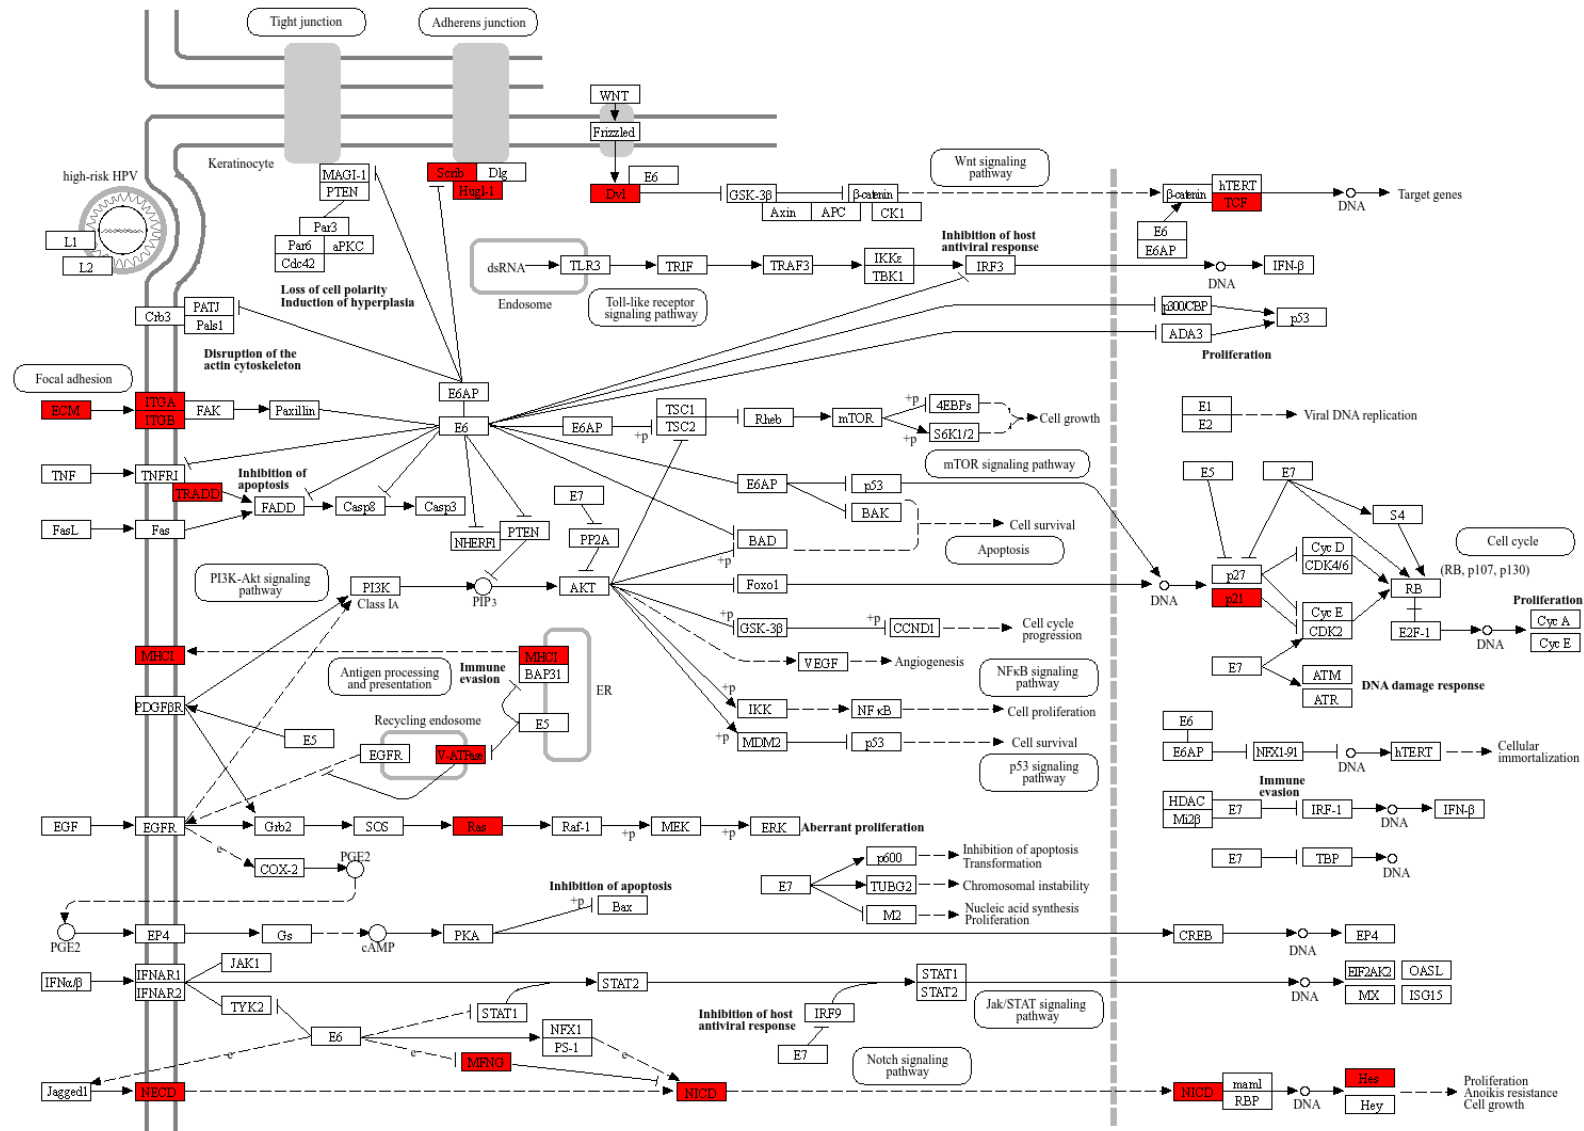 Tight junction
Adherens junction
WNT
Frizzled
Keratinocyte
high-risk HPV
MAGI-1
PTEN
Scrib
Dlg
Hugl-1
Dvl
E6
GSK-3β
β-catenin
Axin
APC
CK1
Wnt signaling
pathway
β-catenin
hTERT
TCF
DNA
Target genes
E6
E6AP
L1
L2
Par3
Par6
aPKC
Cdc42
Loss of cell polarity
Induction of hyperplasia
dsRNA
TLR3
Endosome
TRIF
TRAF3
IKKε
TBK1
Inhibition of host
antiviral response
IRF3
DNA
IFN-β
Toll-like receptor
signaling pathway
Crb3
PATJ
Pals1
p300/CBP
ADA3
p53
Proliferation
Disruption of the
actin cytoskeleton
Focal adhesion
ECM
ITGA
ITGB
FAK
Paxillin
E6AP
E6
E6AP
+p
TSC1
TSC2
Rheb
mTOR
+p
4EBPs
+p
S6K1/2
Cell growth
mTOR signaling pathway
E1
E2
Viral DNA replication
TNF
TNFR1
TRADD
Inhibition of
apoptosis
FADD
Casp8
Casp3
FasL
Fas
NHERF1
PTEN
E7
PP2A
E6AP
p53
BAK
BAD
+p
Cell survival
Apoptosis
E5
E7
S4
Cell cycle
(RB, p107, p130)
p27
p21
Cyc D
CDK4/6
Cyc E
CDK2
RB
E2F-1
DNA
Proliferation
Cyc A
Cyc E
PI3K-Akt signaling
pathway
PI3K
Class IA
PIP3
AKT
Foxo1
DNA
GSK-3β
+p
+p
CCND1
Cell cycle
progression
VEGF
Angiogenesis
NFκB signaling
pathway
E7
ATM
ATR
DNA damage response
MHCI
Antigen processing
and presentation
Immune
evasion
MHCI
BAP31
ER
E5
PDGFβR
E5
Recycling endosome
EGFR
V-ATPase
+p
IKK
NFκB
Cell proliferation
+p
MDM2
p53
Cell survival
p53 signaling
pathway
E6
E6AP
NFX1-91
DNA
hTERT
Cellular
immortalization
Immune
evasion
HDAC
Mi2β
E7
IRF-1
DNA
IFN-β
EGF
EGFR
Grb2
SOS
Ras
Raf-1
+p
MEK
+p
ERK
Aberrant proliferation
e
COX-2
PGE2
E7
p600
Inhibition of apoptosis
Transformation
TUBG2
Chromosomal instability
M2
Nucleic acid synthesis
Proliferation
E7
TBP
DNA
Inhibition of apoptosis
+p
Bax
PGE2
EP4
Gs
cAMP
PKA
CREB
DNA
EP4
IFNα/β
IFNAR1
IFNAR2
JAK1
TYK2
STAT2
STAT1
STAT1
STAT2
IRF9
E7
Inhibition of host
antiviral response
Jak/STAT signaling
pathway
DNA
EIF2AK2
OASL
MX
ISG15
E6
NFX1
PS-1
e
e
e
MFNG
Notch signaling
pathway
Jagged1
NECD
NICD
NICD
maml
RBP
DNA
Hes
Hey
Proliferation
Anoikis resistance
Cell growth